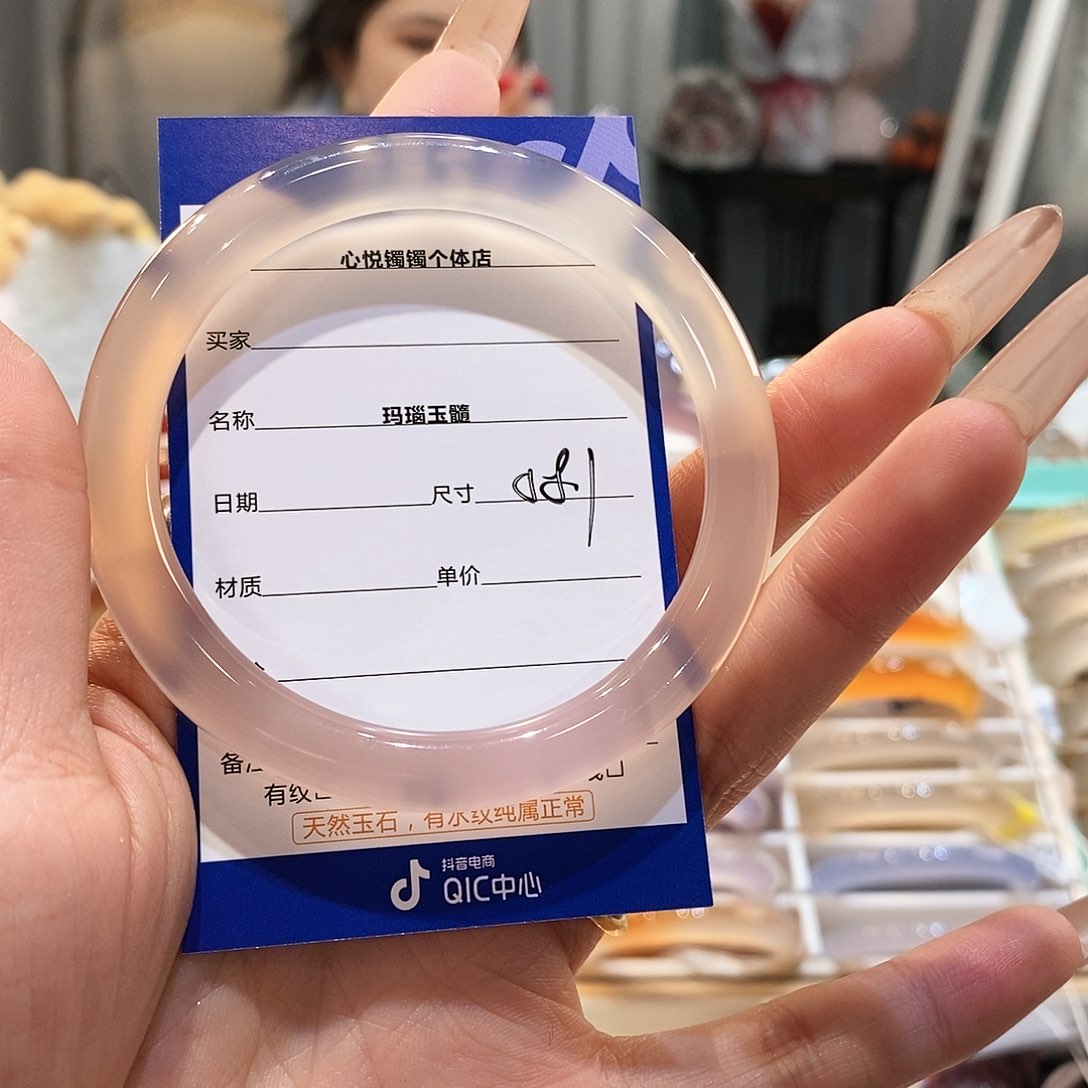 心悦镯镯个体店
买家
名称 玛瑙玉髓
日期 尺寸
材质 单价
备注
有纹
天然玉石，有水纹纯属正常
抖音电商
QIC中心